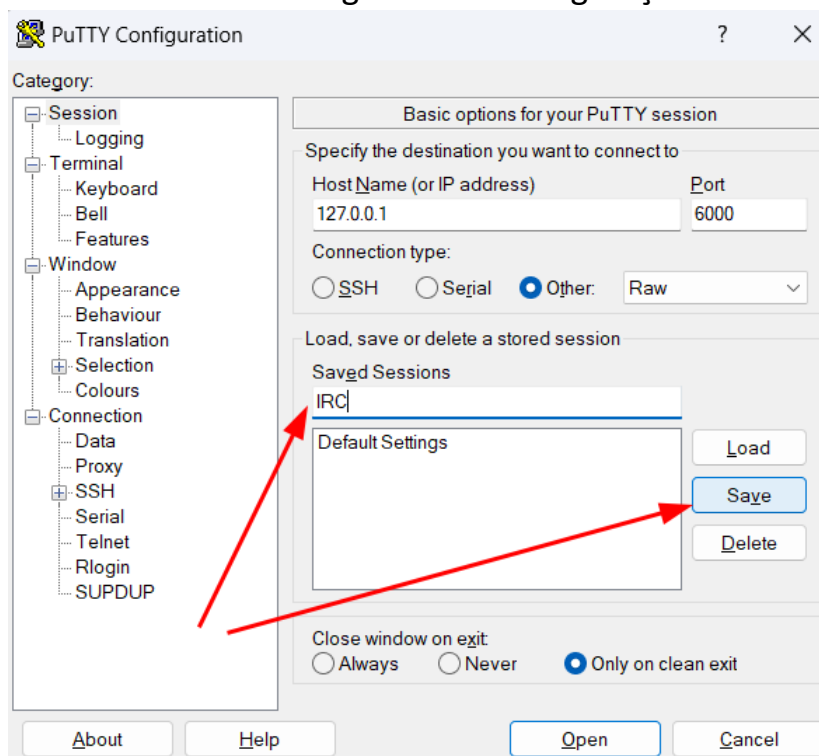 PuTTY Configuration ? ×
Category:
Session
Logging
Terminal
Keyboard
Bell
Features
Window
Appearance
Behaviour
Translation
Selection
Colours
Connection
Data
Proxy
SSH
Serial
Telnet
Rlogin
SUPDUP
Basic options for your PuTTY session
Specify the destination you want to connect to
Host Name (or IP address) Port
127.0.0.1 6000
Connection type:
SSH Serial Other: Raw
Load, save or delete a stored session
Saved Sessions
IRC
Default Settings
Load
Save
Delete
Close window on exit:
Always Never Only on clean exit
About Help Open Cancel